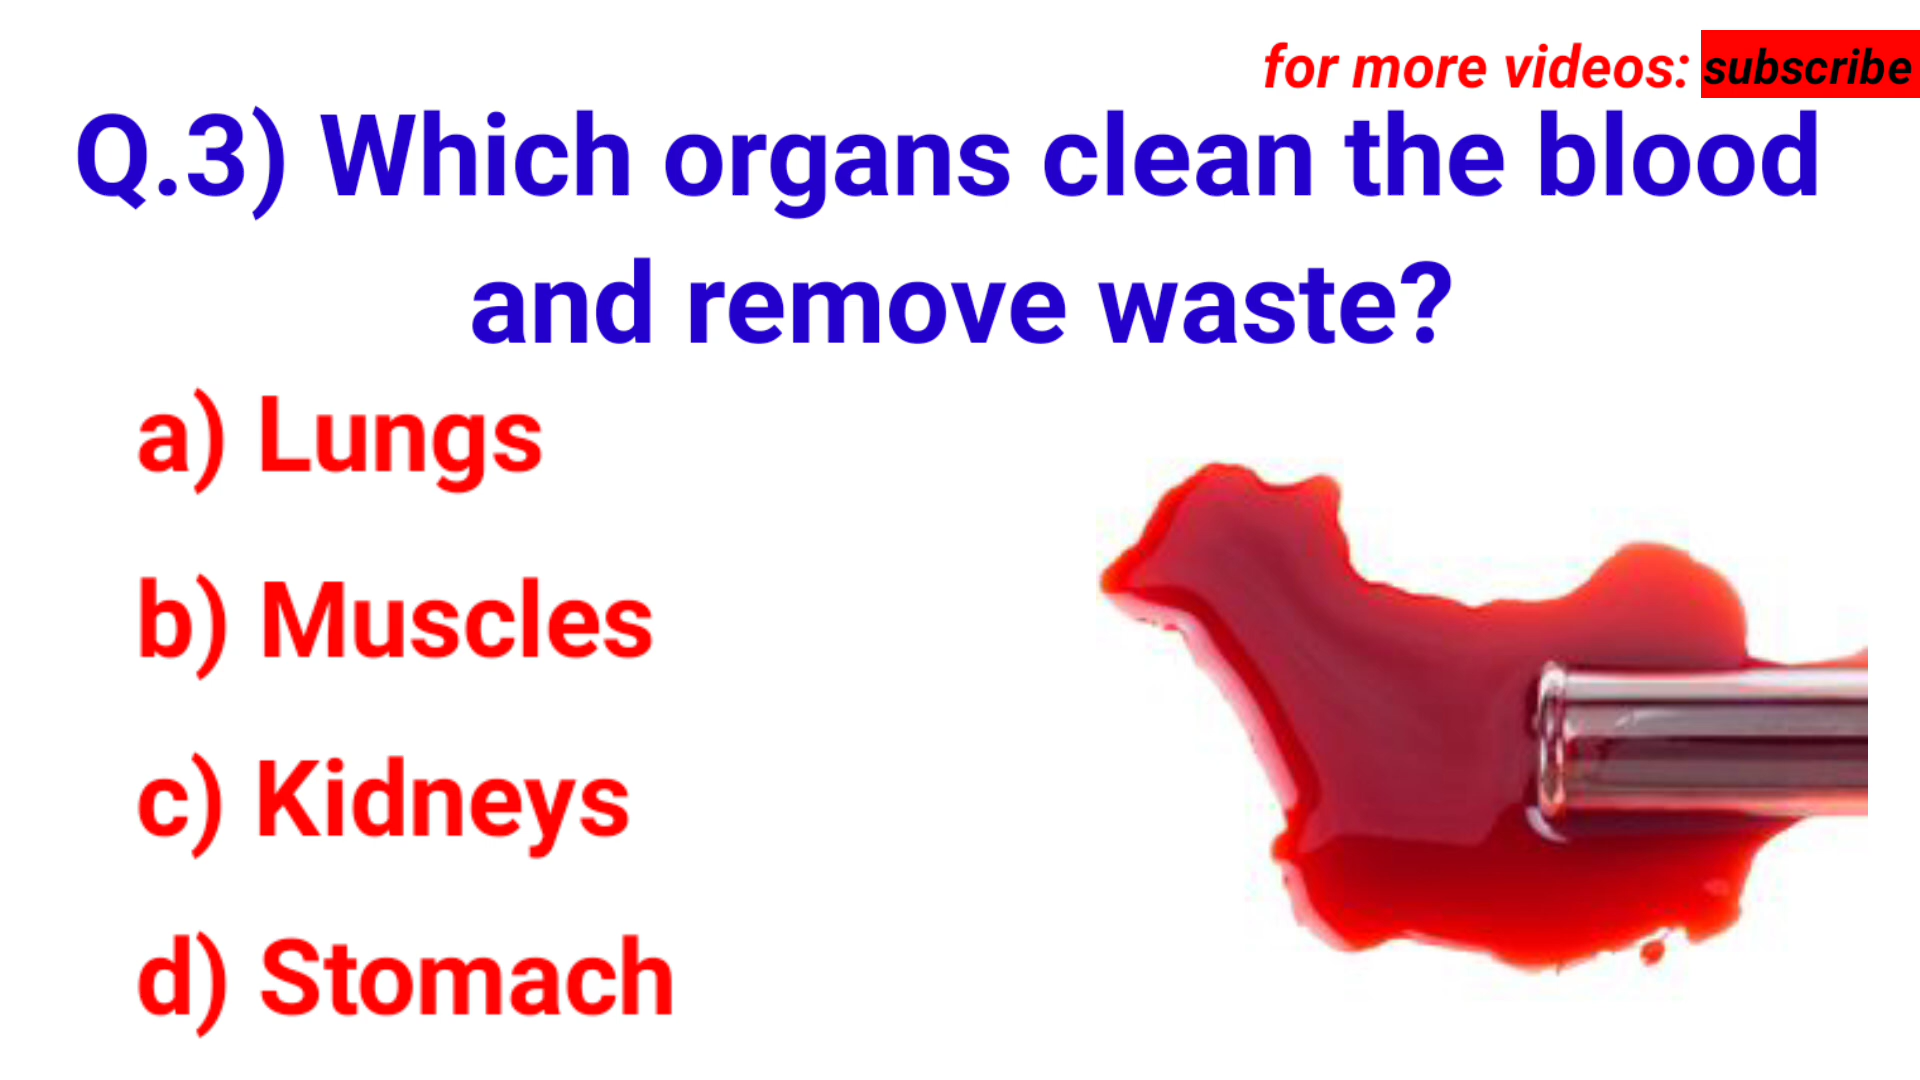 for more videos: subscribe
Q.3) Which organs clean the blood
and remove waste?
a) Lungs
b) Muscles
c) Kidneys
d) Stomach